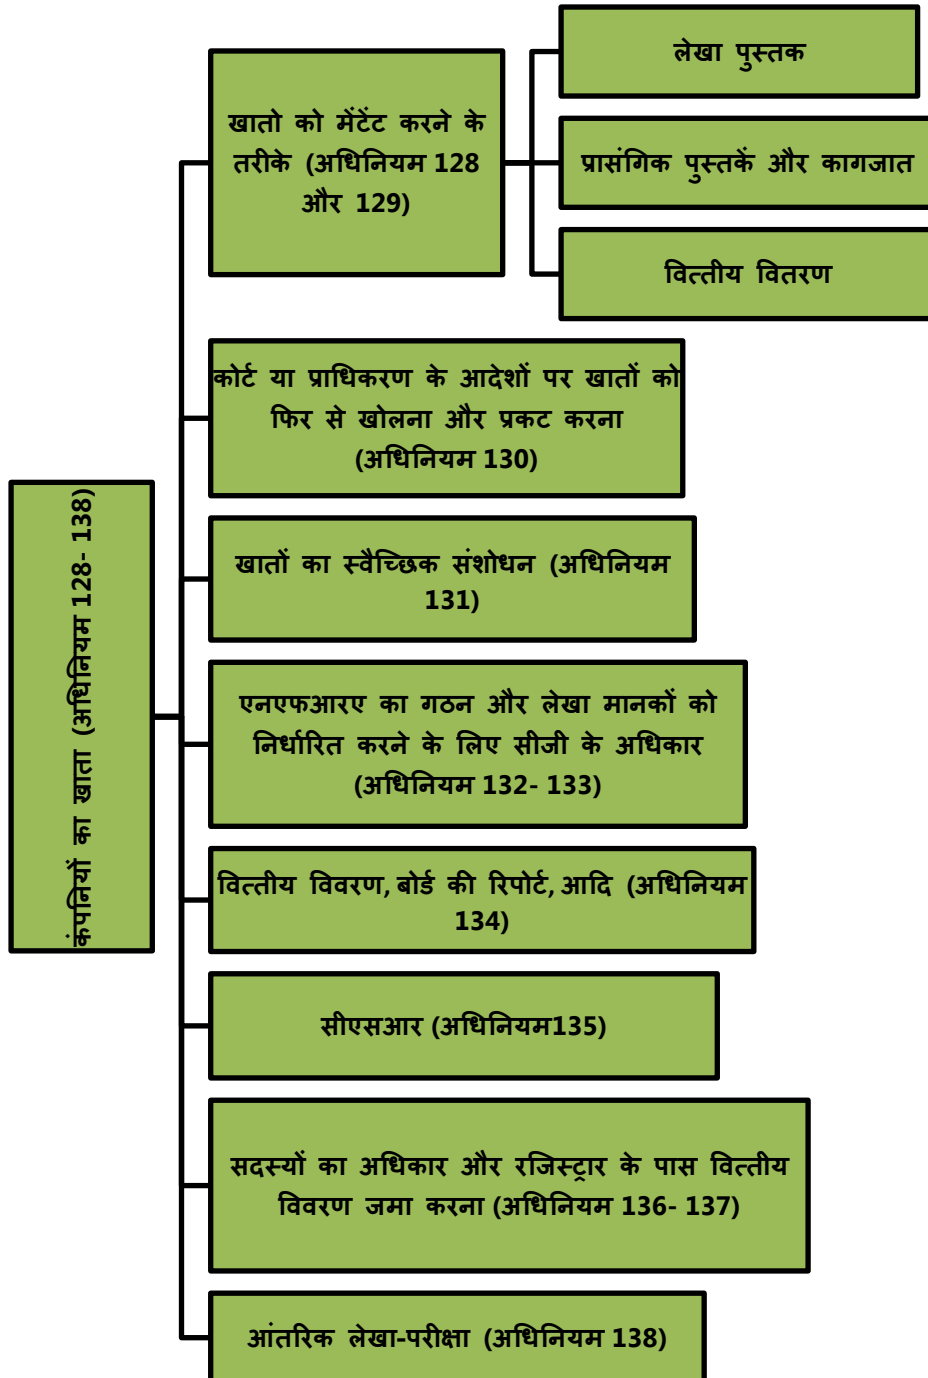 कंपनियों का खाता (अधिनियम 128- 138)
खातो को मेंटेंट करने के
तरीके (अधिनियम 128
और 129)
लेखा पुस्तक
प्रासंगिक पुस्तकें और कागजात
वित्तीय वितरण
कोर्ट या प्राधिकरण के आदेशों पर खातों को
फिर से खोलना और प्रकट करना
(अधिनियम 130)
खातों का स्वैच्छिक संशोधन (अधिनियम
131)
एनएफआरए का गठन और लेखा मानकों को
निर्धारित करने के लिए सीजी के अधिकार
(अधिनियम 132- 133)
वित्तीय विवरण, बोर्ड की रिपोर्ट, आदि (अधिनियम
134)
सीएसआर (अधिनियम135)
सदस्यों का अधिकार और रजिस्ट्रार के पास वित्तीय
विवरण जमा करना (अधिनियम 136- 137)
आंतरिक लेखा-परीक्षा (अधिनियम 138)